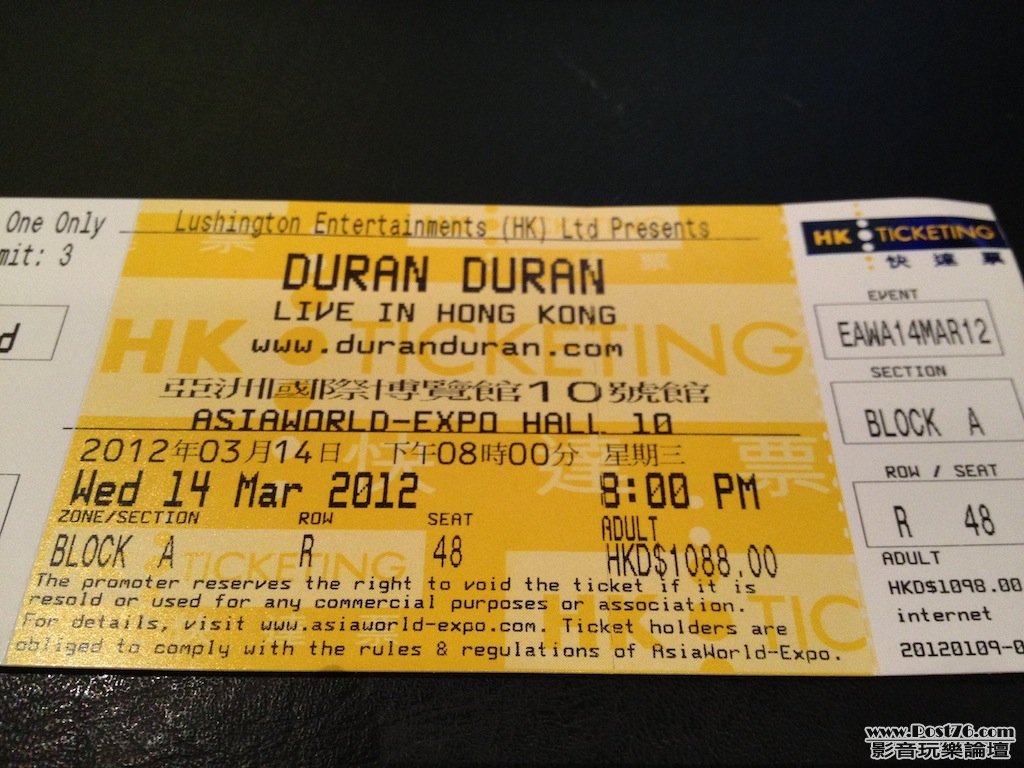 One Only
mit: 3
d
Lushington Entertainments (HK) Ltd Presents
DURAN DURAN
LIVE IN HONG KONG
www.duranduran.com
亞洲國際博覽館10號館
ASIAWORLD-EXPO HALL 10
2012年03月14日 下午08時00分 星期三
Wed 14 Mar 2012 8:00 PM
ZONE/SECTION ROW SEAT ADULT
BLOCK A R 48 HKD$1088.00
The promoter reserves the right to void the ticket if it is
resold or used for any commercial purposes or association.
For details, visit www.asiaworld-expo.com. Ticket holders are
obliged to comply with the rules & regulations of AsiaWorld-Expo.
HK TICKETING
快達票
EVENT
EAWA14MAR12
SECTION
BLOCK A
ROW / SEAT
R 48
ADULT
HKD$1098.00
internet
20120109-0
HK TICKETING
快達票
www.Post76.com
影音玩樂論壇